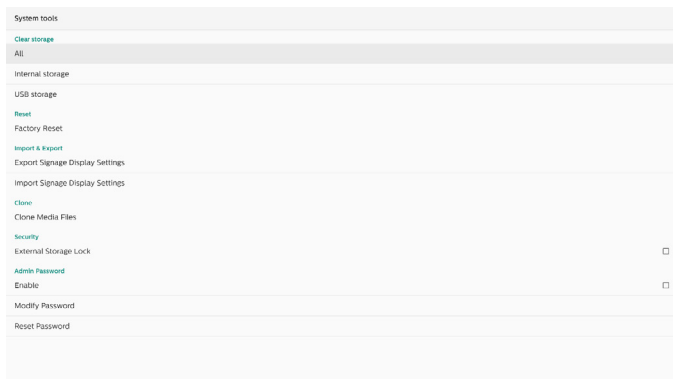 System tools
Clear storage
All
Internal storage
USB storage
Reset
Factory Reset
Import & Export
Export Signage Display Settings
Import Signage Display Settings
Clone
Clone Media Files
Security
External Storage Lock
Admin Password
Enable
Modify Password
Reset Password